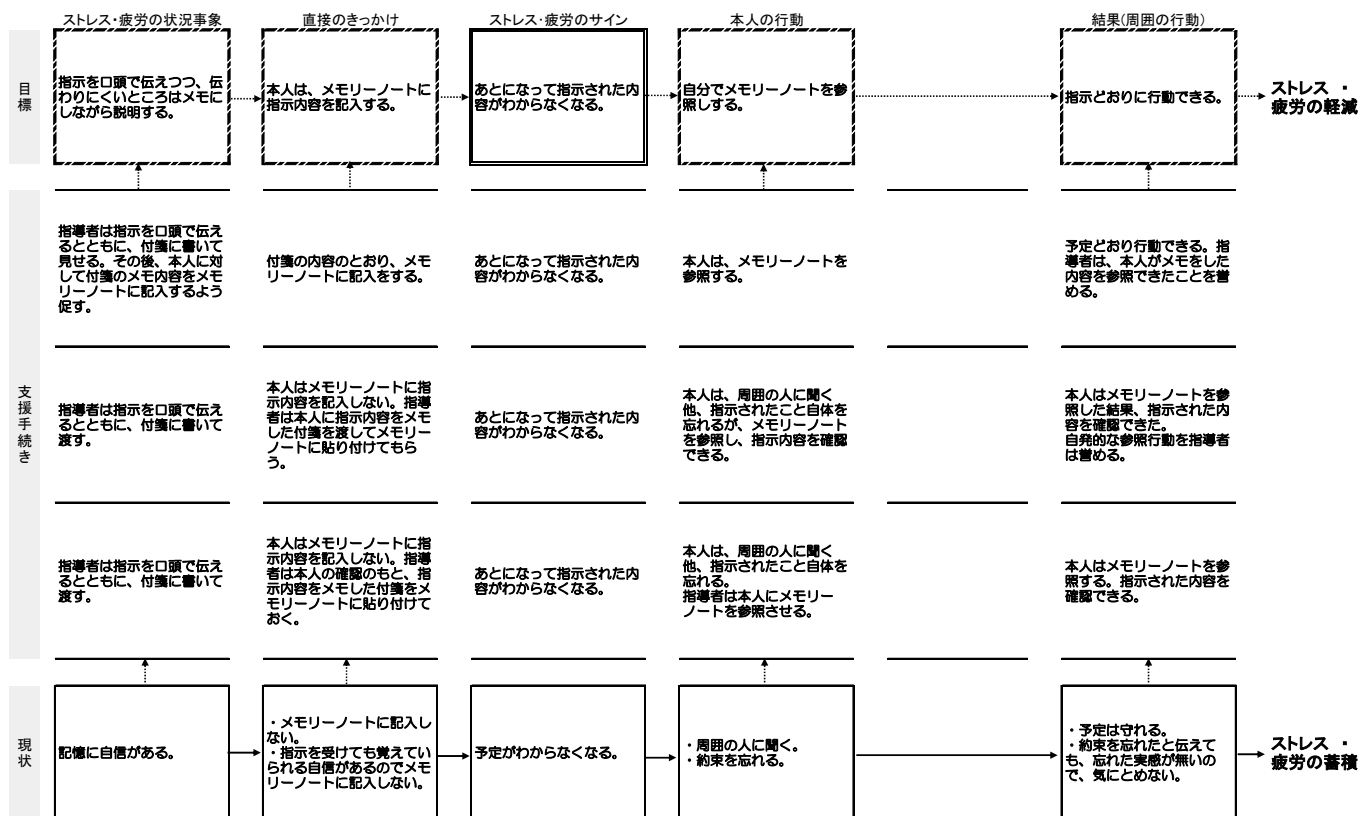 ストレス・疲労の状況事象
直接のきっかけ
ストレス・疲労のサイン
本人の行動
結果(周囲の行動)
目標
指示を口頭で伝えつつ、伝
わりにくいところはメモに
しながら説明する。
本人は、メモリーノートに
指示内容を記入する。
あとになって指示された内
容がわからなくなる。
自分でメモリーノートを参
照しする。
指示どおりに行動できる。
ストレス ・
疲労の軽減
支援手続き
指導者は指示を口頭で伝え
るとともに、付箋に書いて
見せる。その後、本人に対
して付箋のメモ内容をメモ
リーノートに記入するよう
促す。
付箋の内容のとおり、メモ
リーノートに記入をする。
あとになって指示された内
容がわからなくなる。
本人は、メモリーノートを
参照する。
予定どおり行動できる。指
導者は、本人がメモをした
内容を参照できたことを誉
める。
指導者は指示を口頭で伝え
るとともに、付箋に書いて
渡す。
本人はメモリーノートに指
示内容を記入しない。指導
者は本人に指示内容をメモ
した付箋を渡してメモリー
ノートに貼り付けてもら
う。
あとになって指示された内
容がわからなくなる。
本人は、周囲の人に聞く
他、指示されたこと自体を
忘れるが、メモリーノート
を参照し、指示内容を確認
できる。
本人はメモリーノートを参
照した結果、指示された内
容を確認できた。
自発的な参照行動を指導者
は誉める。
指導者は指示を口頭で伝え
るとともに、付箋に書いて
渡す。
本人はメモリーノートに指
示内容を記入しない。指導
者は本人の確認のもと、指
示内容をメモした付箋をメ
モリーノートに貼り付けて
おく。
あとになって指示された内
容がわからなくなる。
本人は、周囲の人に聞く
他、指示されたこと自体を
忘れる。
指導者は本人にメモリー
ノートを参照させる。
本人はメモリーノートを参
照する。指示された内容を
確認できる。
現状
記憶に自信がある。
・メモリーノートに記入し
ない。
・指示を受けても覚えてい
られる自信があるのでメモ
リーノートに記入しない。
予定がわからなくなる。
・周囲の人に聞く。
・約束を忘れる。
・予定は守れる。
・約束を忘れたと伝えて
も、忘れた実感が無いの
で、気にとめない。
ストレス ・
疲労の蓄積